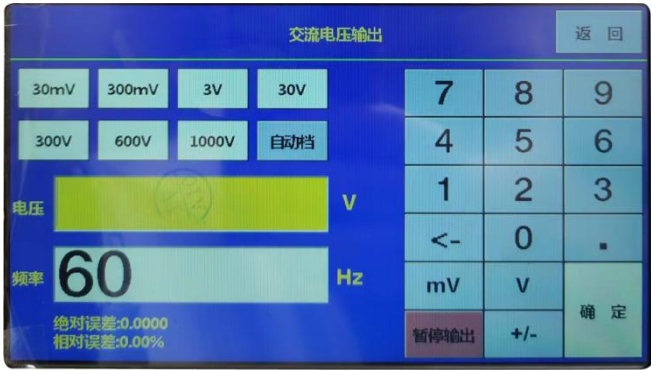 交流电压输出
返 回
30mV 300mV 3V 30V
300V 600V 1000V 自动档
电压 V
频率 60 Hz
绝对误差:0.0000
相对误差:0.00%
7 8 9
4 5 6
1 2 3
<- 0 .
mV V
确 定
暂停输出 +/-